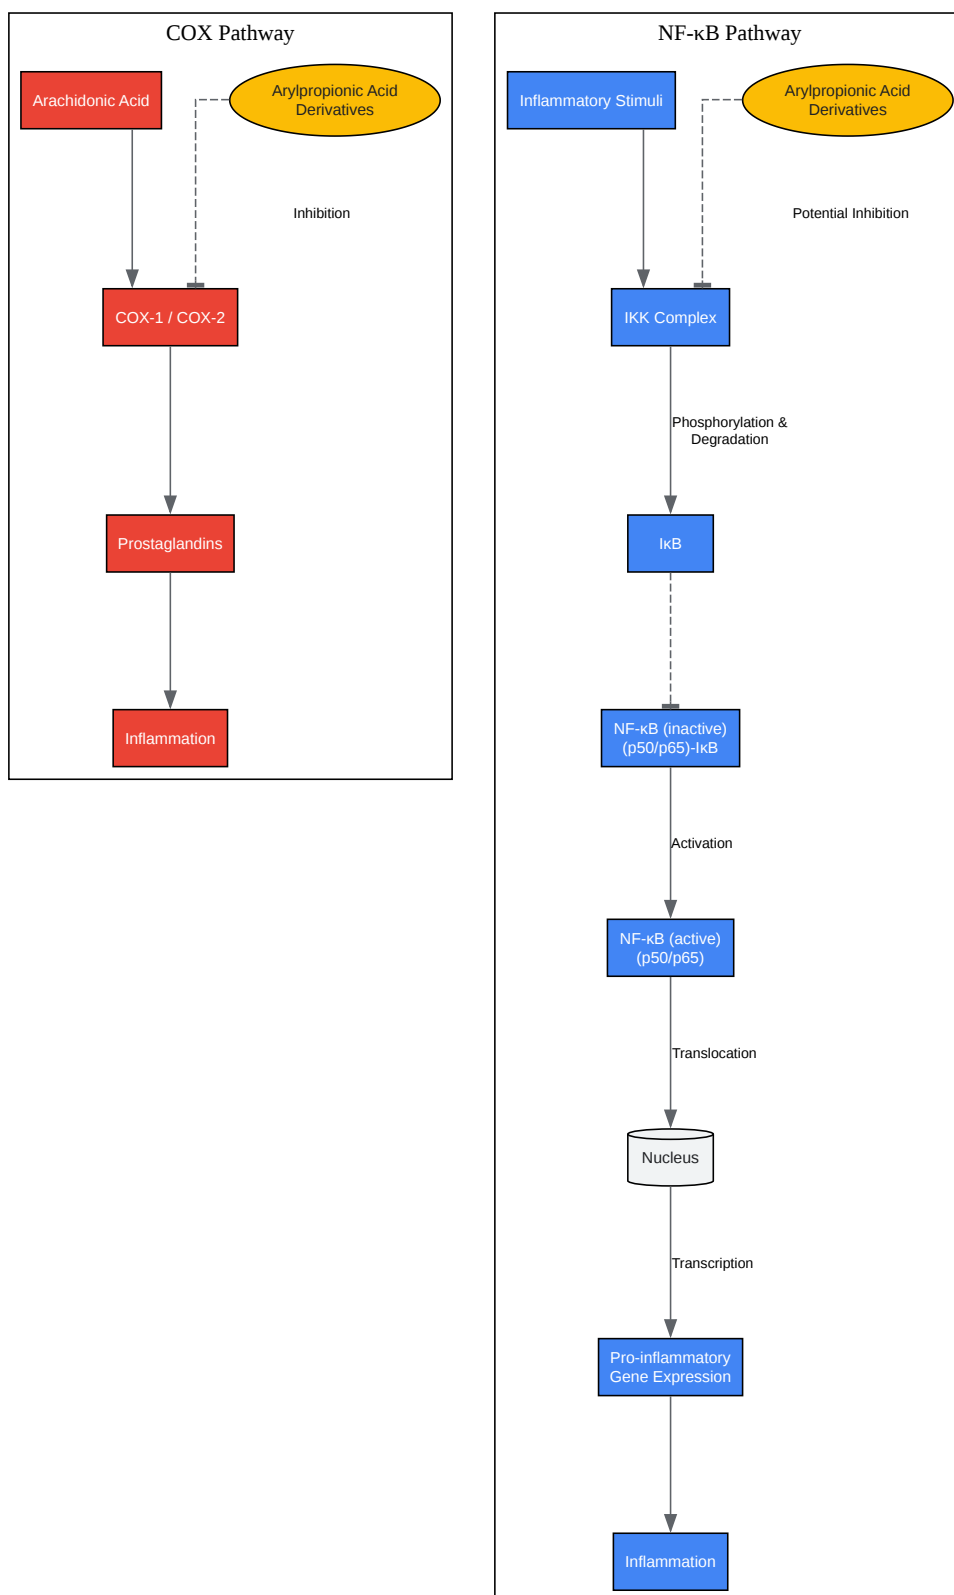 COX Pathway
Arachidonic Acid
Arylpropionic Acid
Derivatives
Inhibition
COX-1 / COX-2
Prostaglandins
Inflammation
NF-κB Pathway
Inflammatory Stimuli
Arylpropionic Acid
Derivatives
Potential Inhibition
IKK Complex
Phosphorylation &
Degradation
IκB
NF-κB (inactive)
(p50/p65)-IκB
Activation
NF-κB (active)
(p50/p65)
Translocation
Nucleus
Transcription
Pro-inflammatory
Gene Expression
Inflammation